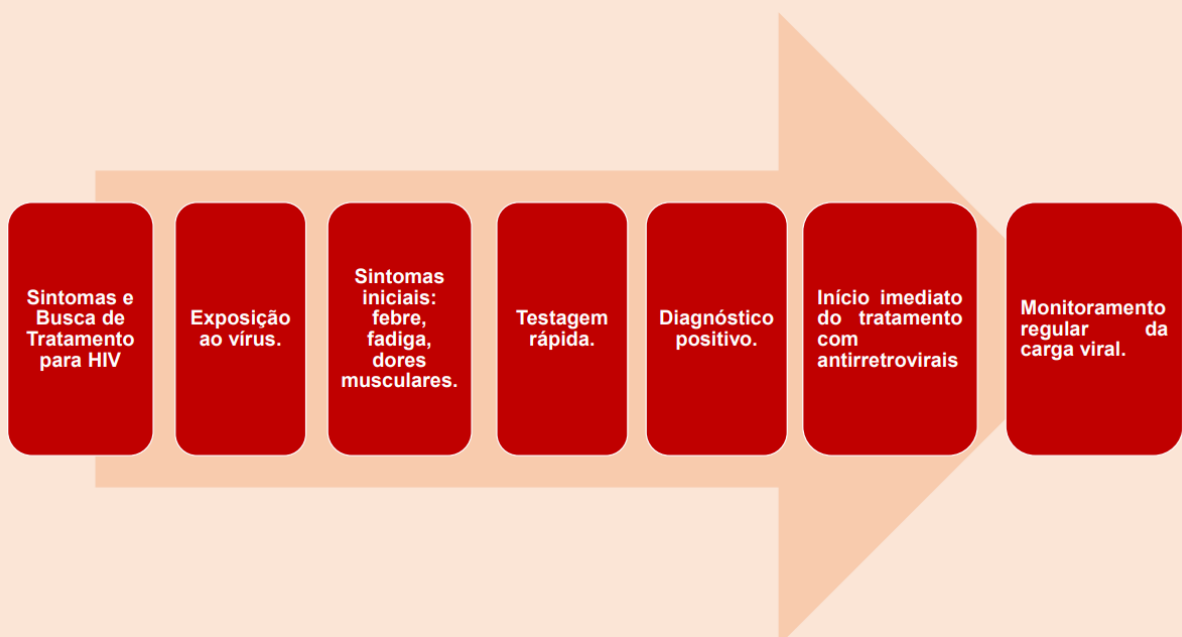 Sintomas e
Busca de
Tratamento
para HIV
Exposição
ao vírus.
Sintomas
iniciais:
febre,
fadiga,
dores
musculares.
Testagem
rápida.
Diagnóstico
positivo.
Início imediato
do tratamento
com
antirretrovirais
Monitoramento
regular da
carga viral.